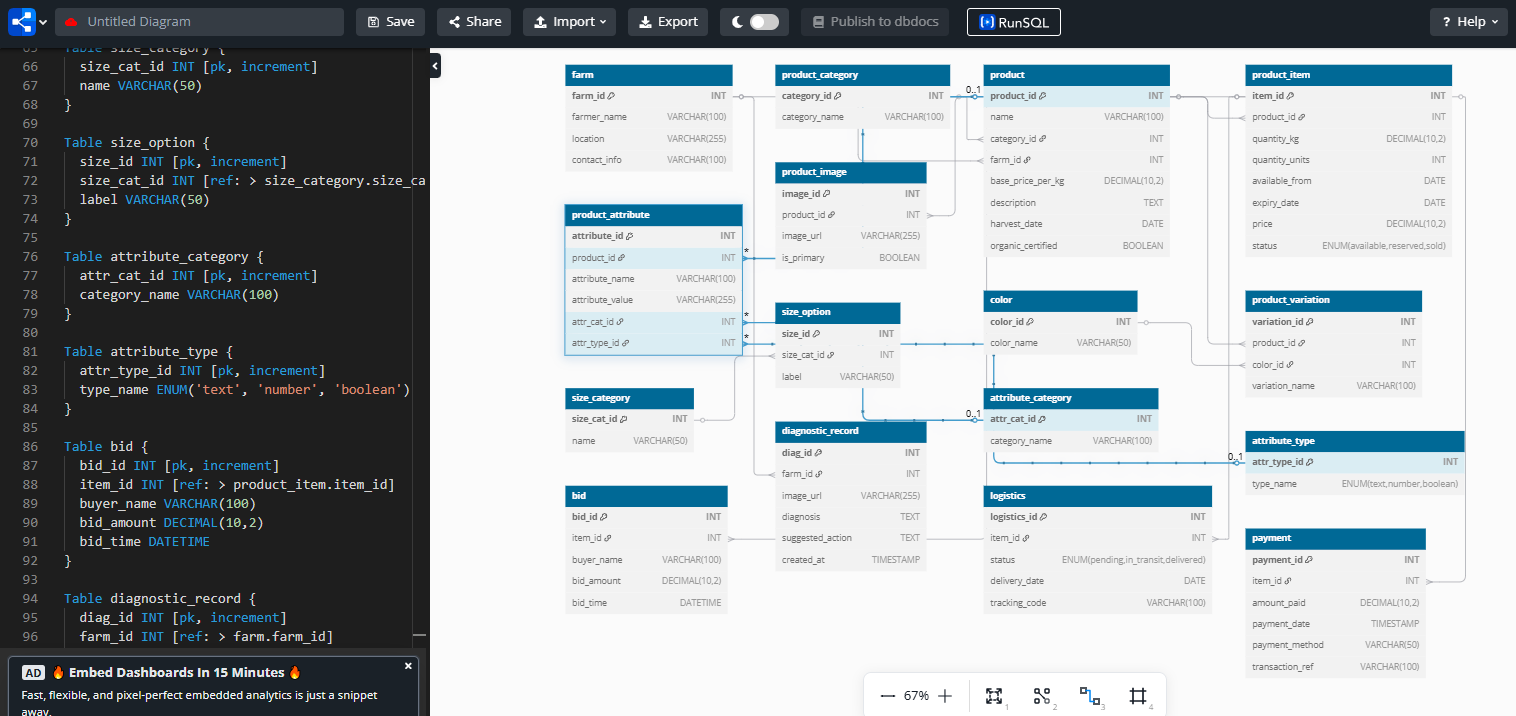 Untitled Diagram
Save
Share
Import
Export
Publish to dbdocs
RunSQL
? Help
65 Table size_category {
66 size_cat_id INT [pk, increment]
67 name VARCHAR(50)
68 }
69
70 Table size_option {
71 size_id INT [pk, increment]
72 size_cat_id INT [ref: > size_category.size_ca
73 label VARCHAR(50)
74 }
75
76 Table attribute_category {
77 attr_cat_id INT [pk, increment]
78 category_name VARCHAR(100)
79 }
80
81 Table attribute_type {
82 attr_type_id INT [pk, increment]
83 type_name ENUM('text', 'number', 'boolean')
84 }
85
86 Table bid {
87 bid_id INT [pk, increment]
88 item_id INT [ref: > product_item.item_id]
89 buyer_name VARCHAR(100)
90 bid_amount DECIMAL(10,2)
91 bid_time DATETIME
92 }
93
94 Table diagnostic_record {
95 diag_id INT [pk, increment]
96 farm_id INT [ref: > farm.farm_id]
AD 🔥 Embed Dashboards In 15 Minutes 🔥
×
Fast, flexible, and pixel-perfect embedded analytics is just a snippet
away.
farm
farm_id INT
farmer_name VARCHAR(100)
location VARCHAR(255)
contact_info VARCHAR(100)
product_attribute
attribute_id INT
product_id INT
*
attribute_name VARCHAR(100)
attribute_value VARCHAR(255)
attr_cat_id INT
*
attr_type_id INT
*
size_category
size_cat_id INT
name VARCHAR(50)
bid
bid_id INT
item_id INT
buyer_name VARCHAR(100)
bid_amount DECIMAL(10,2)
bid_time DATETIME
product_category
category_id INT
category_name VARCHAR(100)
product_image
image_id INT
product_id INT
image_url VARCHAR(255)
is_primary BOOLEAN
size_option
size_id INT
size_cat_id INT
label VARCHAR(50)
diagnostic_record
diag_id INT
farm_id INT
image_url VARCHAR(255)
diagnosis TEXT
suggested_action TEXT
created_at TIMESTAMP
product
0..1
product_id INT
name VARCHAR(100)
category_id INT
farm_id INT
base_price_per_kg DECIMAL(10,2)
description TEXT
harvest_date DATE
organic_certified BOOLEAN
color
color_id INT
color_name VARCHAR(50)
attribute_category
0..1
attr_cat_id INT
category_name VARCHAR(100)
logistics
logistics_id INT
item_id INT
status ENUM(pending,in_transit,delivered)
delivery_date DATE
tracking_code VARCHAR(100)
product_item
item_id INT
product_id INT
quantity_kg DECIMAL(10,2)
quantity_units INT
available_from DATE
expiry_date DATE
price DECIMAL(10,2)
status ENUM(available,reserved,sold)
product_variation
variation_id INT
product_id INT
color_id INT
variation_name VARCHAR(100)
attribute_type
0..1
attr_type_id INT
type_name ENUM(text,number,boolean)
payment
payment_id INT
item_id INT
amount_paid DECIMAL(10,2)
payment_date TIMESTAMP
payment_method VARCHAR(50)
transaction_ref VARCHAR(100)
67%
1
2
3
4